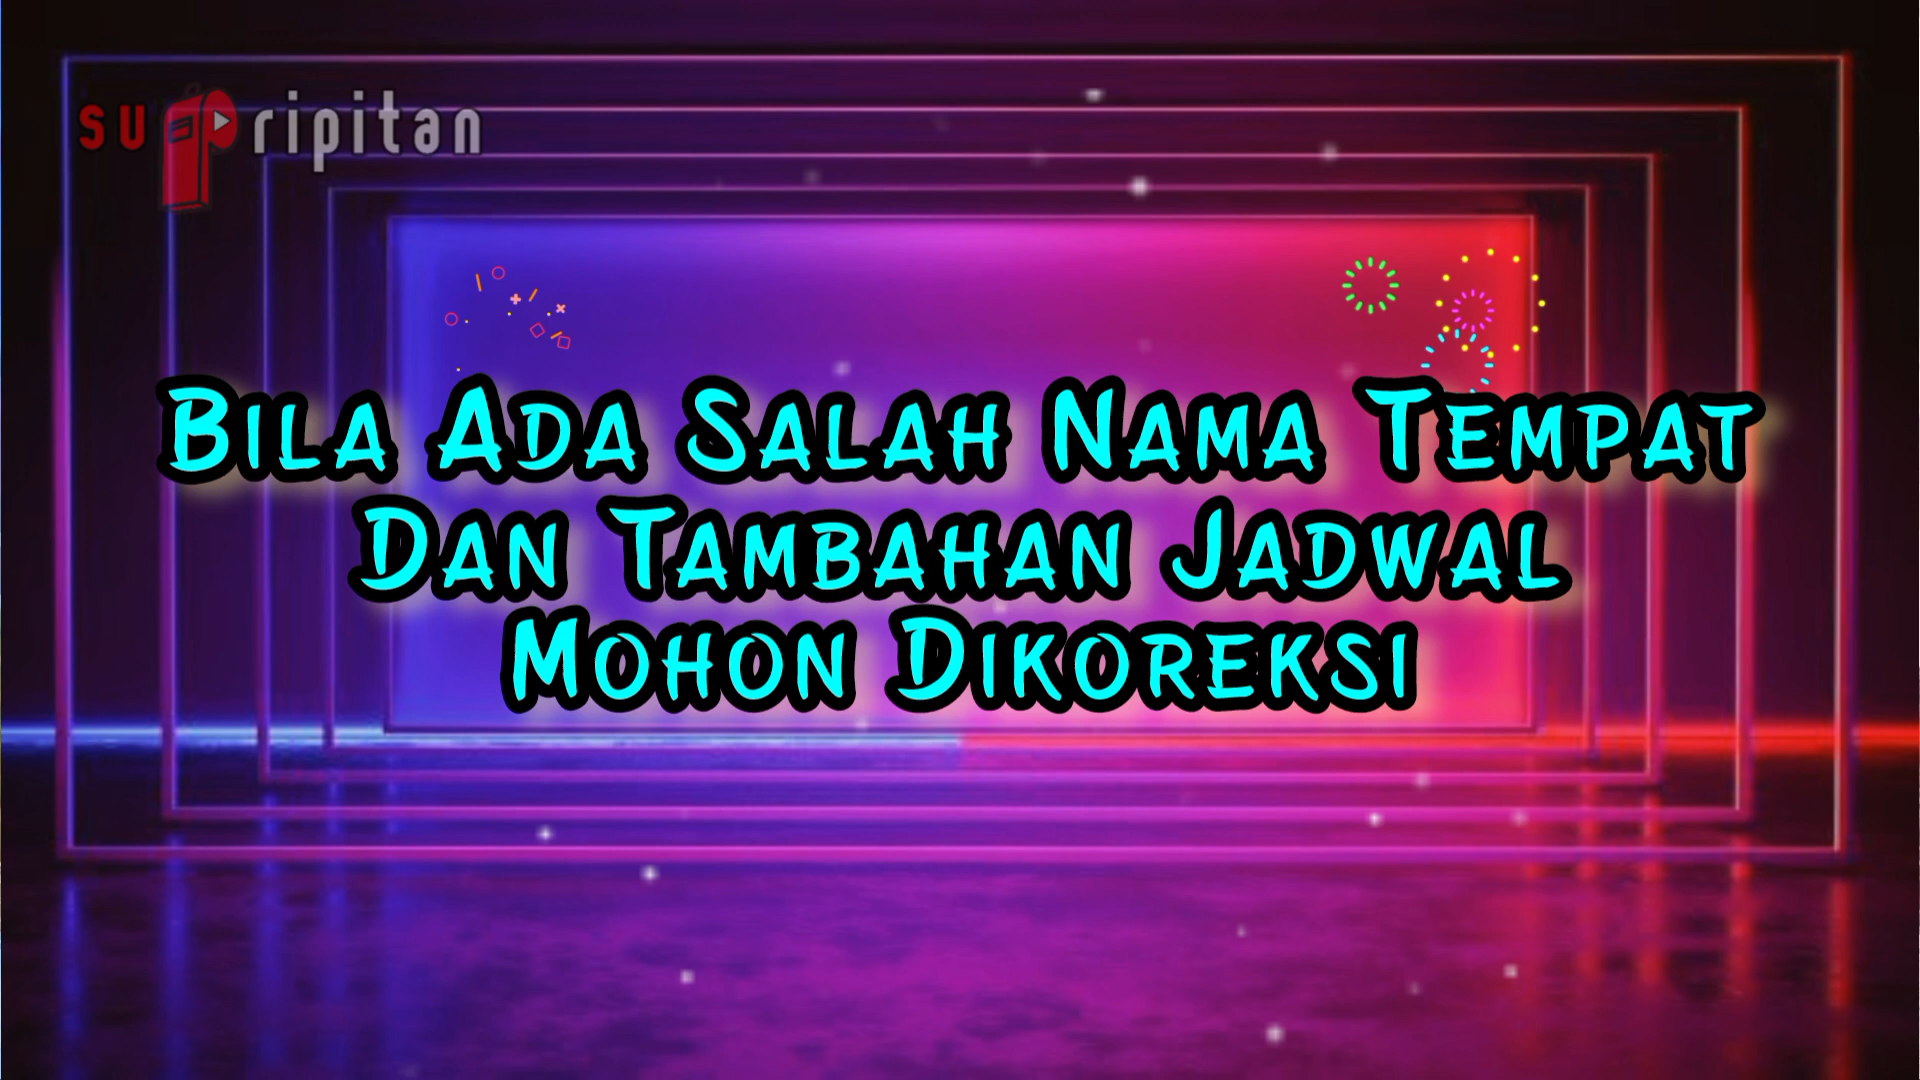 supripitan
Bila Ada Salah Nama Tempat
Dan Tambahan Jadwal
Mohon Dikoreksi